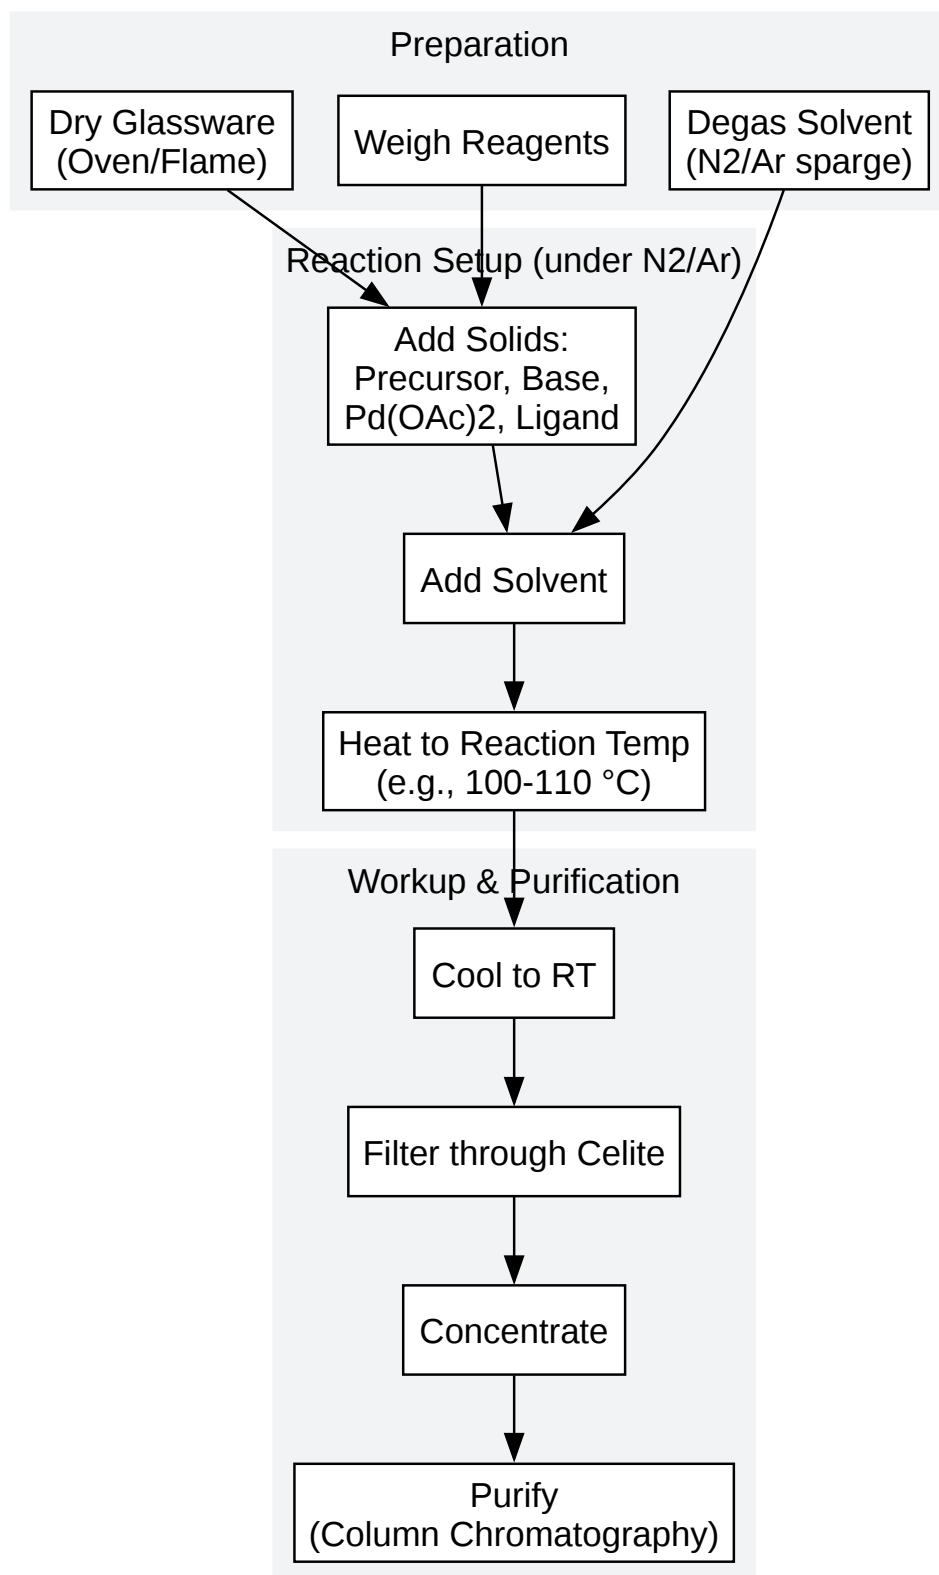 Preparation
Dry Glassware
(Oven/Flame)
Weigh Reagents
Degas Solvent
(N2/Ar sparge)
Reaction Setup (under N2/Ar)
Add Solids:
Precursor, Base,
Pd(OAc)2, Ligand
Add Solvent
Heat to Reaction Temp
(e.g., 100-110 °C)
Workup & Purification
Cool to RT
Filter through Celite
Concentrate
Purify
(Column Chromatography)